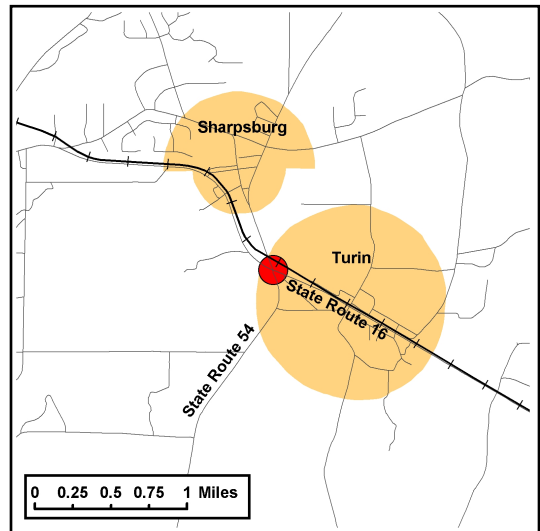 Sharpsburg
Turin
State Route 16
State Route 54
0 0.25 0.5 0.75 1 Miles